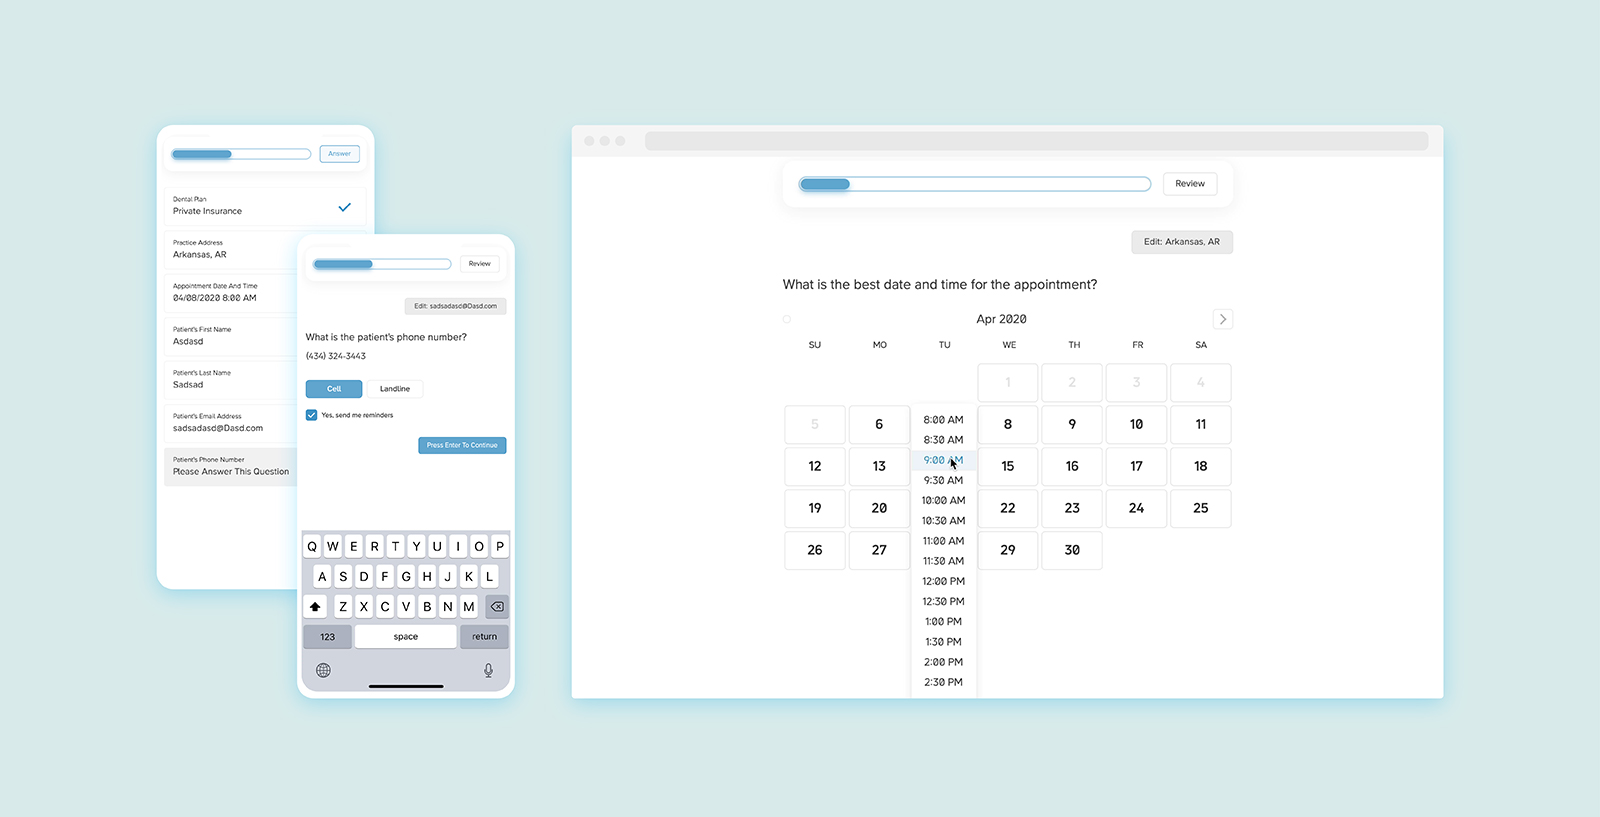 Answer
Dental Plan
Private Insurance
Practice Address
Arkansas, AR
Appointment Date And Time
04/08/2020 8:00 AM
Patient's First Name
Asdasd
Patient's Last Name
Sadsad
Patient's Email Address
sadsadasd@Dasd.com
Patient's Phone Number
Please Answer This Question
Review
Edit: sadsadasd@Dasd.com
What is the patient's phone number?
(434) 324-3443
Cell Landline
Yes, send me reminders
Press Enter To Continue
Q W E R T Y U I O P
A S D F G H J K L
Z X C V B N M
123 space return
Review
Edit: Arkansas, AR
What is the best date and time for the appointment?
Apr 2020
SU MO TU WE TH FR SA
1 2 3 4
5 6 8 9 10 11
12 13 15 16 17 18
19 20 22 23 24 25
26 27 29 30
8:00 AM
8:30 AM
9:00 AM
9:30 AM
10:00 AM
10:30 AM
11:00 AM
11:30 AM
12:00 PM
12:30 PM
1:00 PM
1:30 PM
2:00 PM
2:30 PM